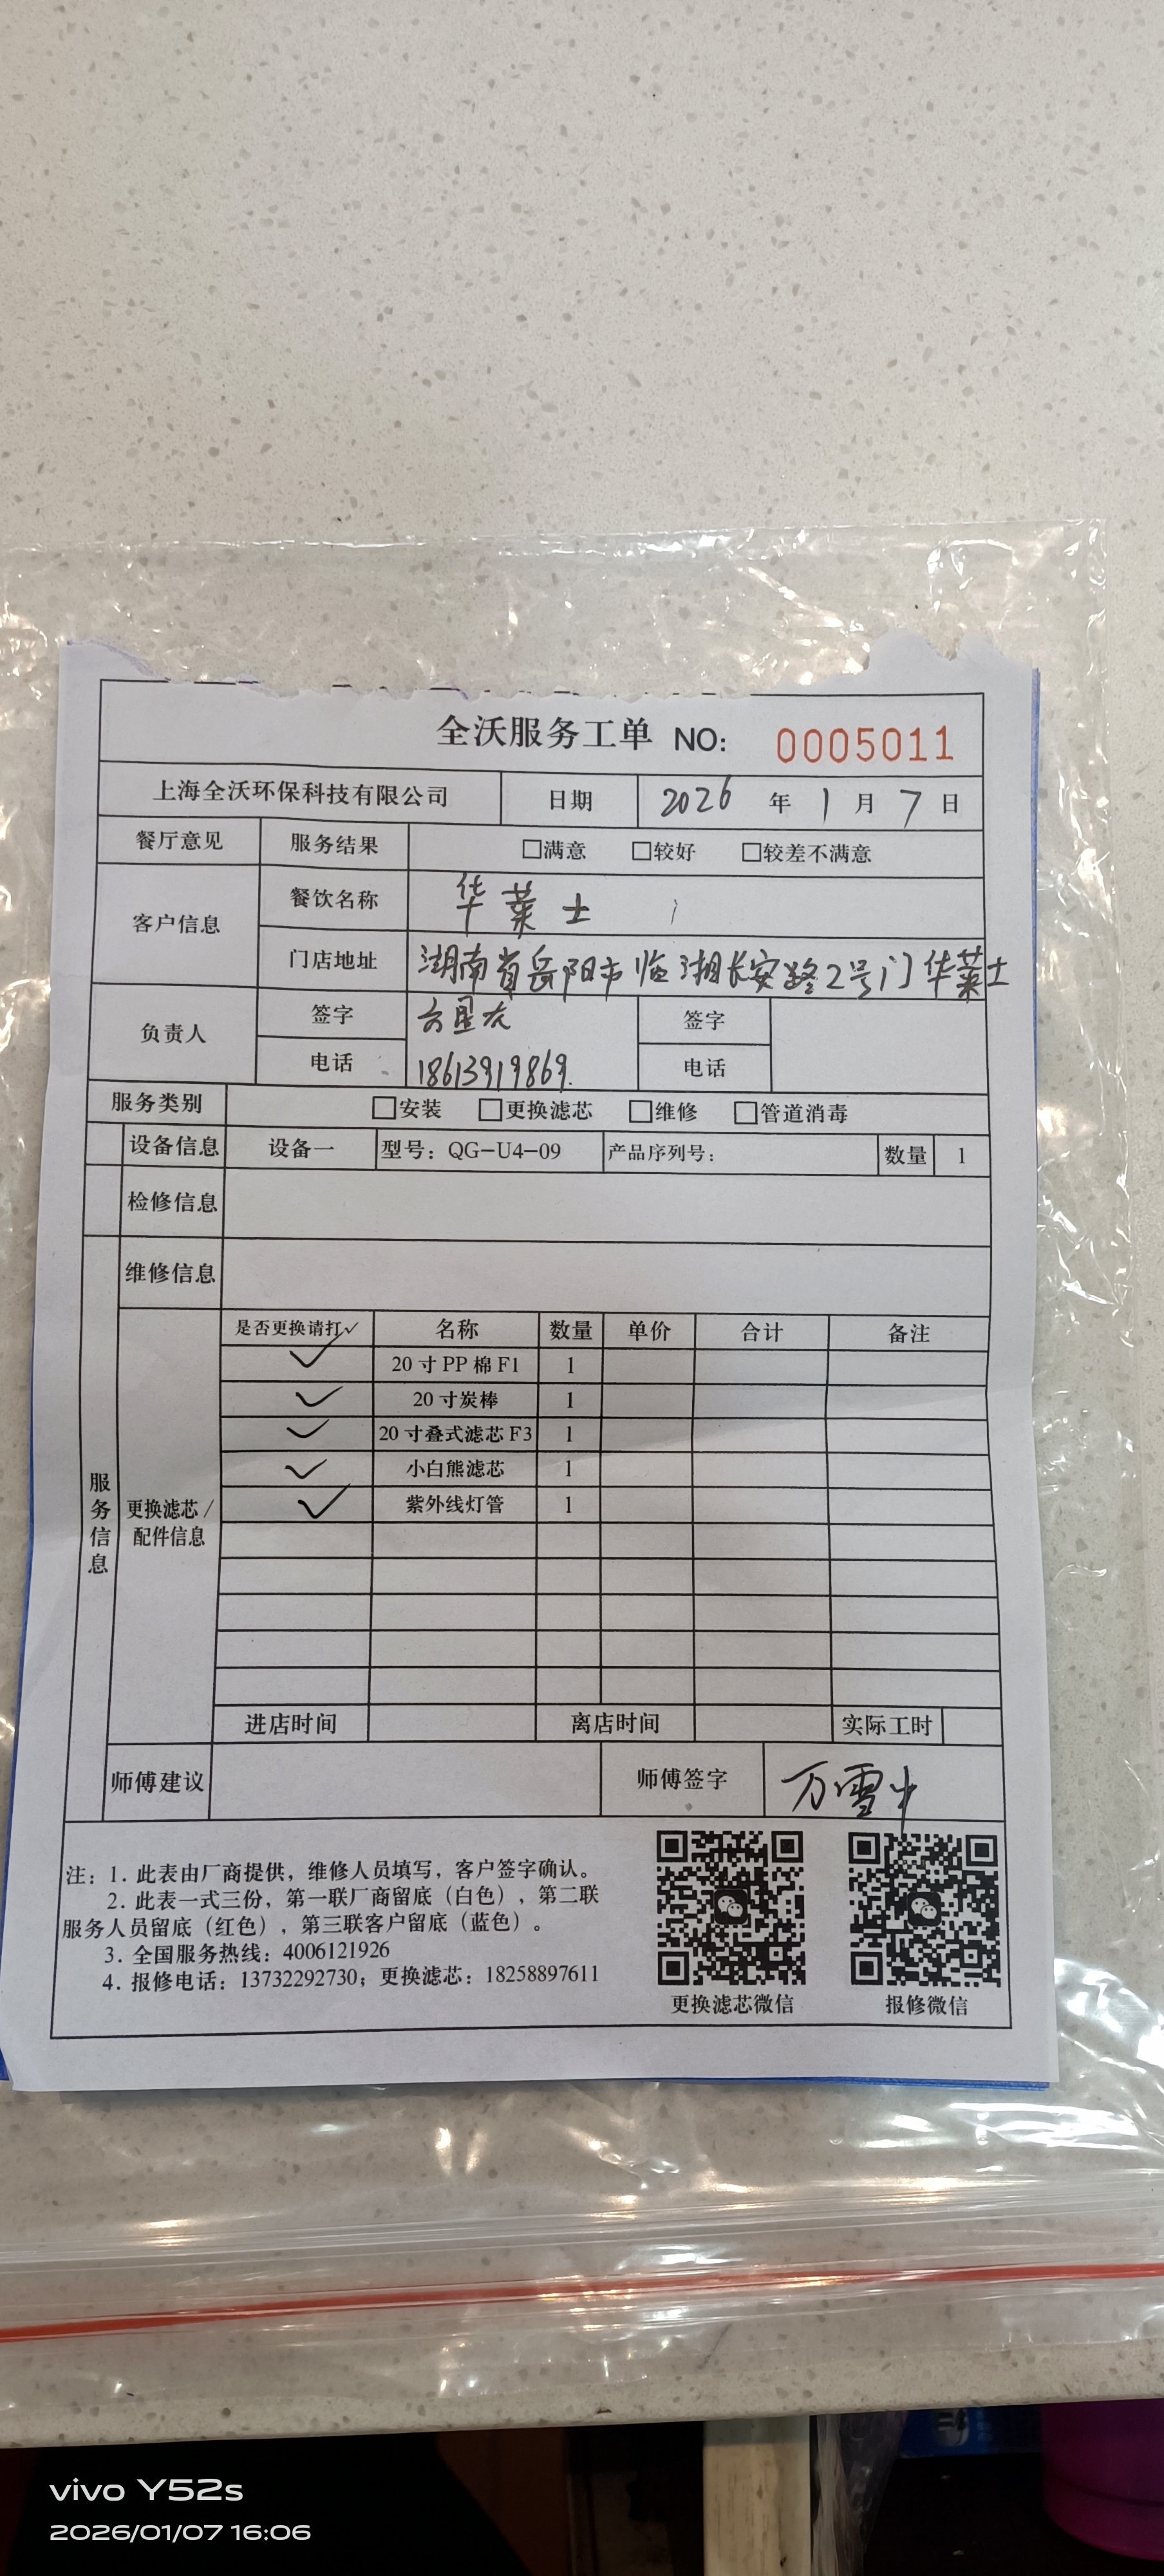 全沃服务工单 NO: 0005011
上海全沃环保科技有限公司 日期 2026 年 1 月 7 日
餐厅意见 服务结果 □满意 □较好 □较差不满意
客户信息 餐饮名称 华莱士
门店地址 湖南省岳阳市临湘长安路2号门华莱士
负责人 签字 签字
电话 18613919869 电话
服务类别 □安装 □更换滤芯 □维修 □管道消毒
设备信息 设备一 型号：QG-U4-09 产品序列号： 数量 1
检修信息
维修信息
服务信息
更换滤芯/
配件信息
是否更换请打✓ 名称 数量 单价 合计 备注
✓ 20寸PP棉F1 1
✓ 20寸炭棒 1
✓ 20寸叠式滤芯F3 1
✓ 小白熊滤芯 1
✓ 紫外线灯管 1
进店时间 离店时间 实际工时
师傅建议 师傅签字 万雪
注：1. 此表由厂商提供，维修人员填写，客户签字确认。
2. 此表一式三份，第一联厂商留底（白色），第二联
服务人员留底（红色），第三联客户留底（蓝色）。
3. 全国服务热线：4006121926
4. 报修电话：13732292730；更换滤芯：18258897611
更换滤芯微信 报修微信
vivo Y52s
2026/01/07 16:06